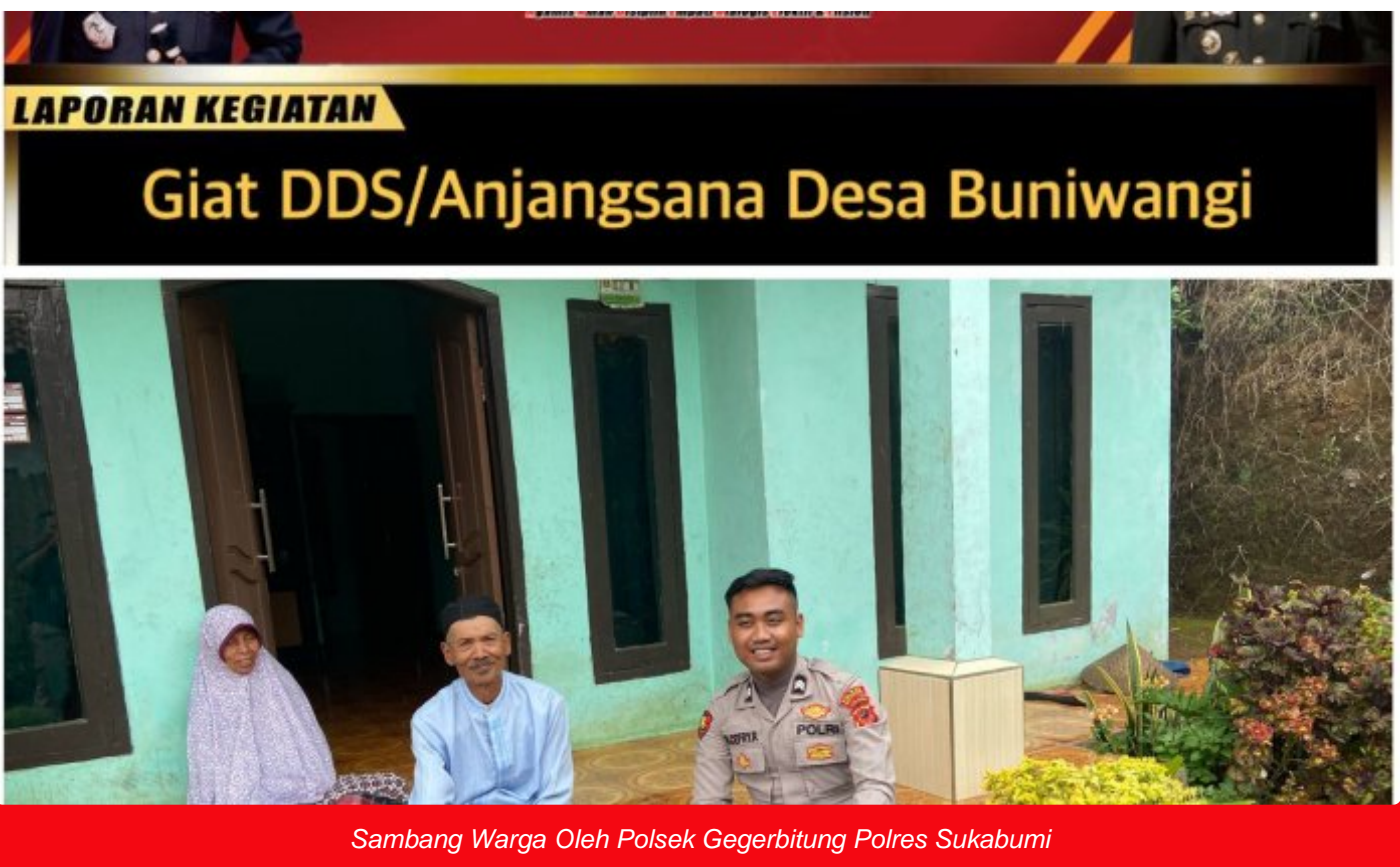 LAPORAN KEGIATAN
Giat DDS/Anjangsana Desa Buniwangi
POLRI
Sambang Warga Oleh Polsek Gegerbitung Polres Sukabumi